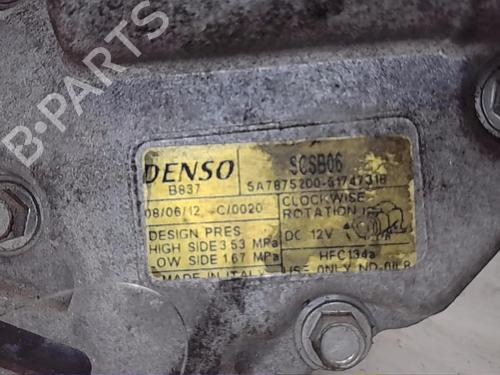 B-PARTS
DENSO
SCSB06
B837
5A7875200-51747318
08/06/12 -C/0020
CLOCKWISE
ROTATION
DESIGN PRES
DC 12V
HIGH SIDE 3.53 MPa
LOW SIDE 1.67 MPa
HFC134a
MADE IN ITALY
USE ONLY ND-OIL8